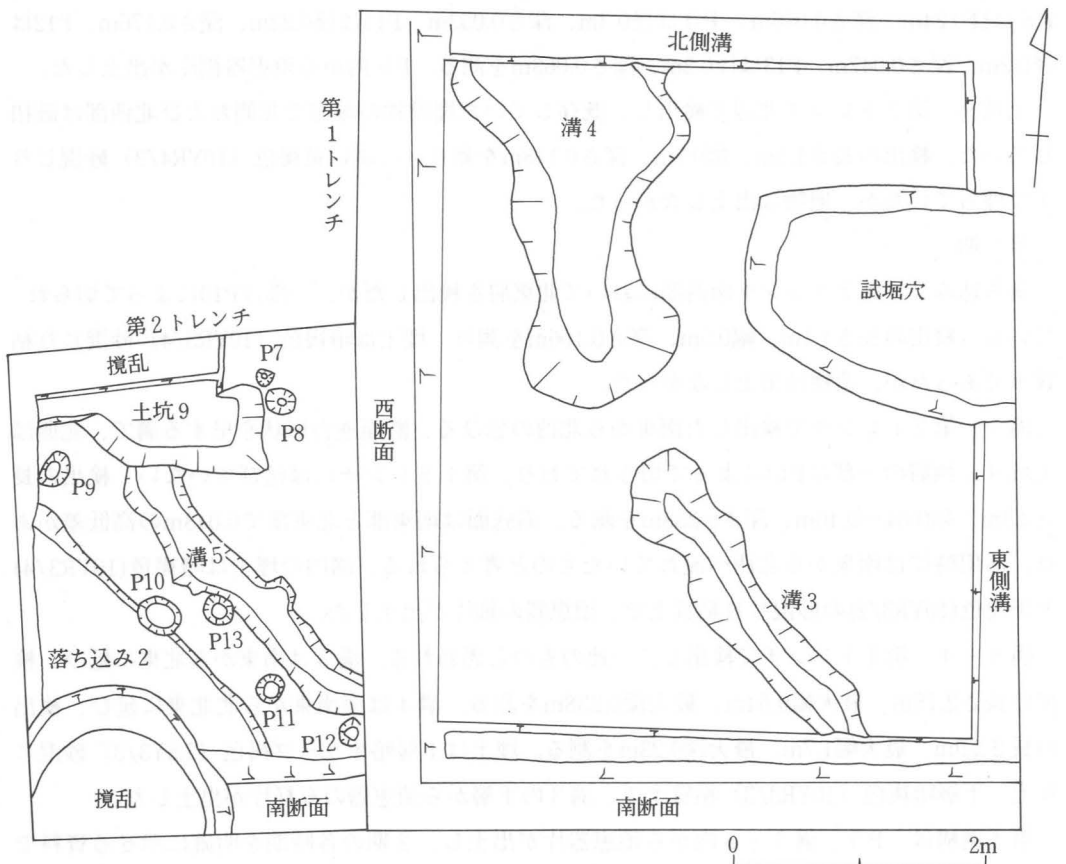 北側溝
第1トレンチ
溝4
試堀穴
西断面
溝3
東側溝
南断面
0 2m
第2トレンチ
撹乱
P7
土坑9
P8
P9
溝5
P10
P13
落ち込み2
P11
P12
撹乱
南断面